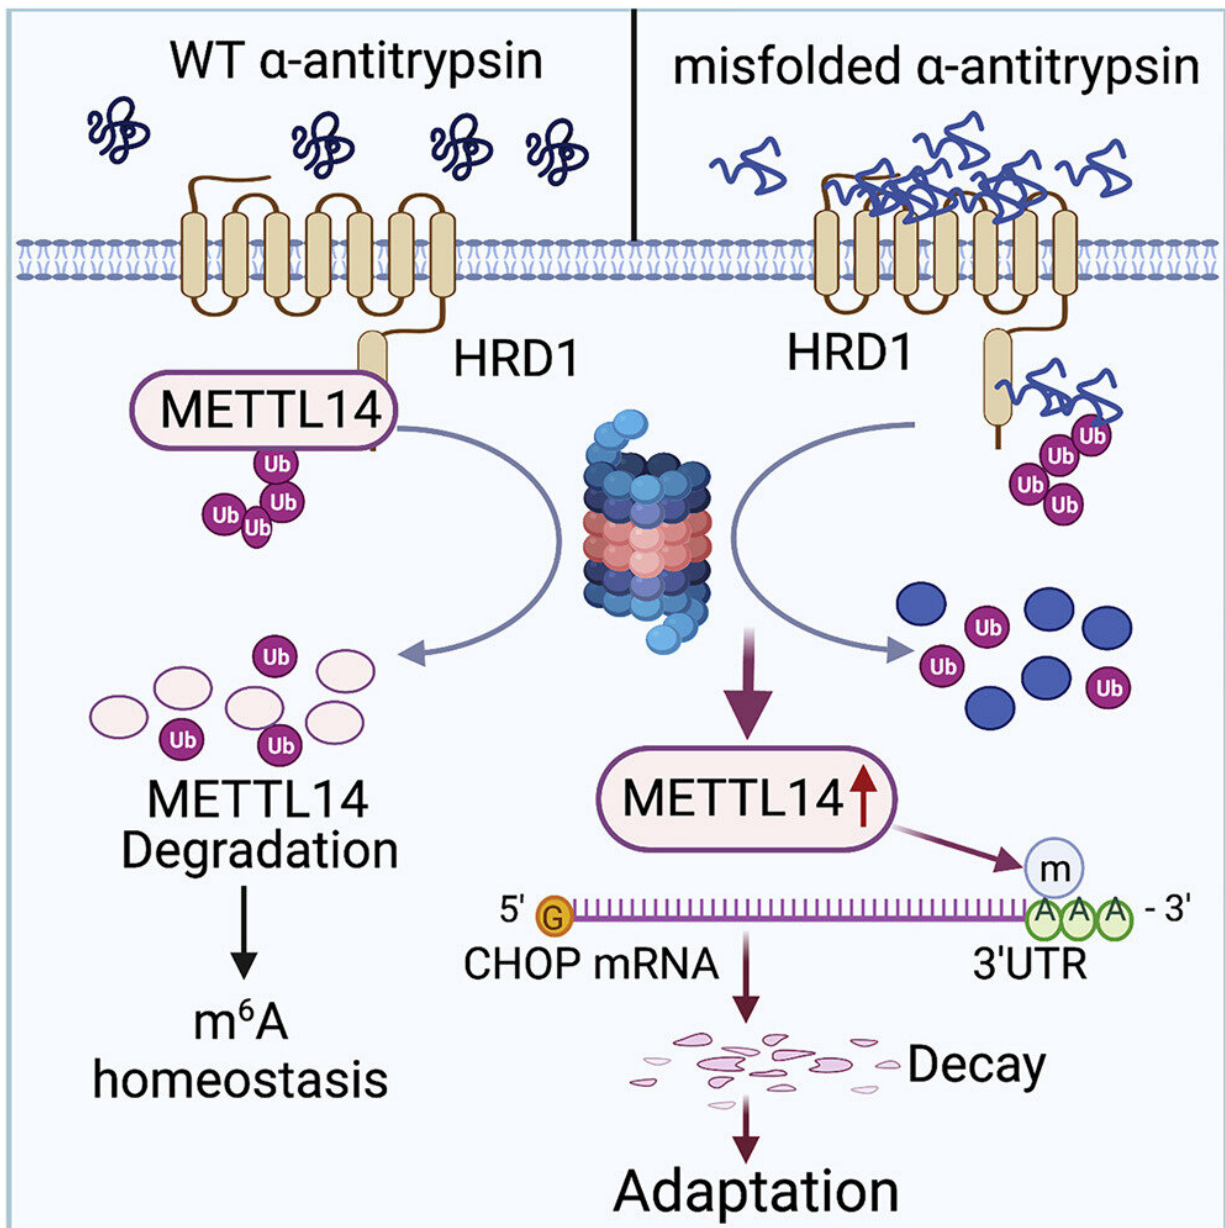 WT α-antitrypsin
misfolded α-antitrypsin
HRD1
HRD1
METTL14
Ub
Ub
Ub
Ub
Ub
Ub
Ub
Ub
Ub
Ub
Ub
Ub
Ub
Ub
METTL14
Degradation
m⁶A
homeostasis
METTL14
m
5' G A A A - 3'
CHOP mRNA 3'UTR
Decay
Adaptation